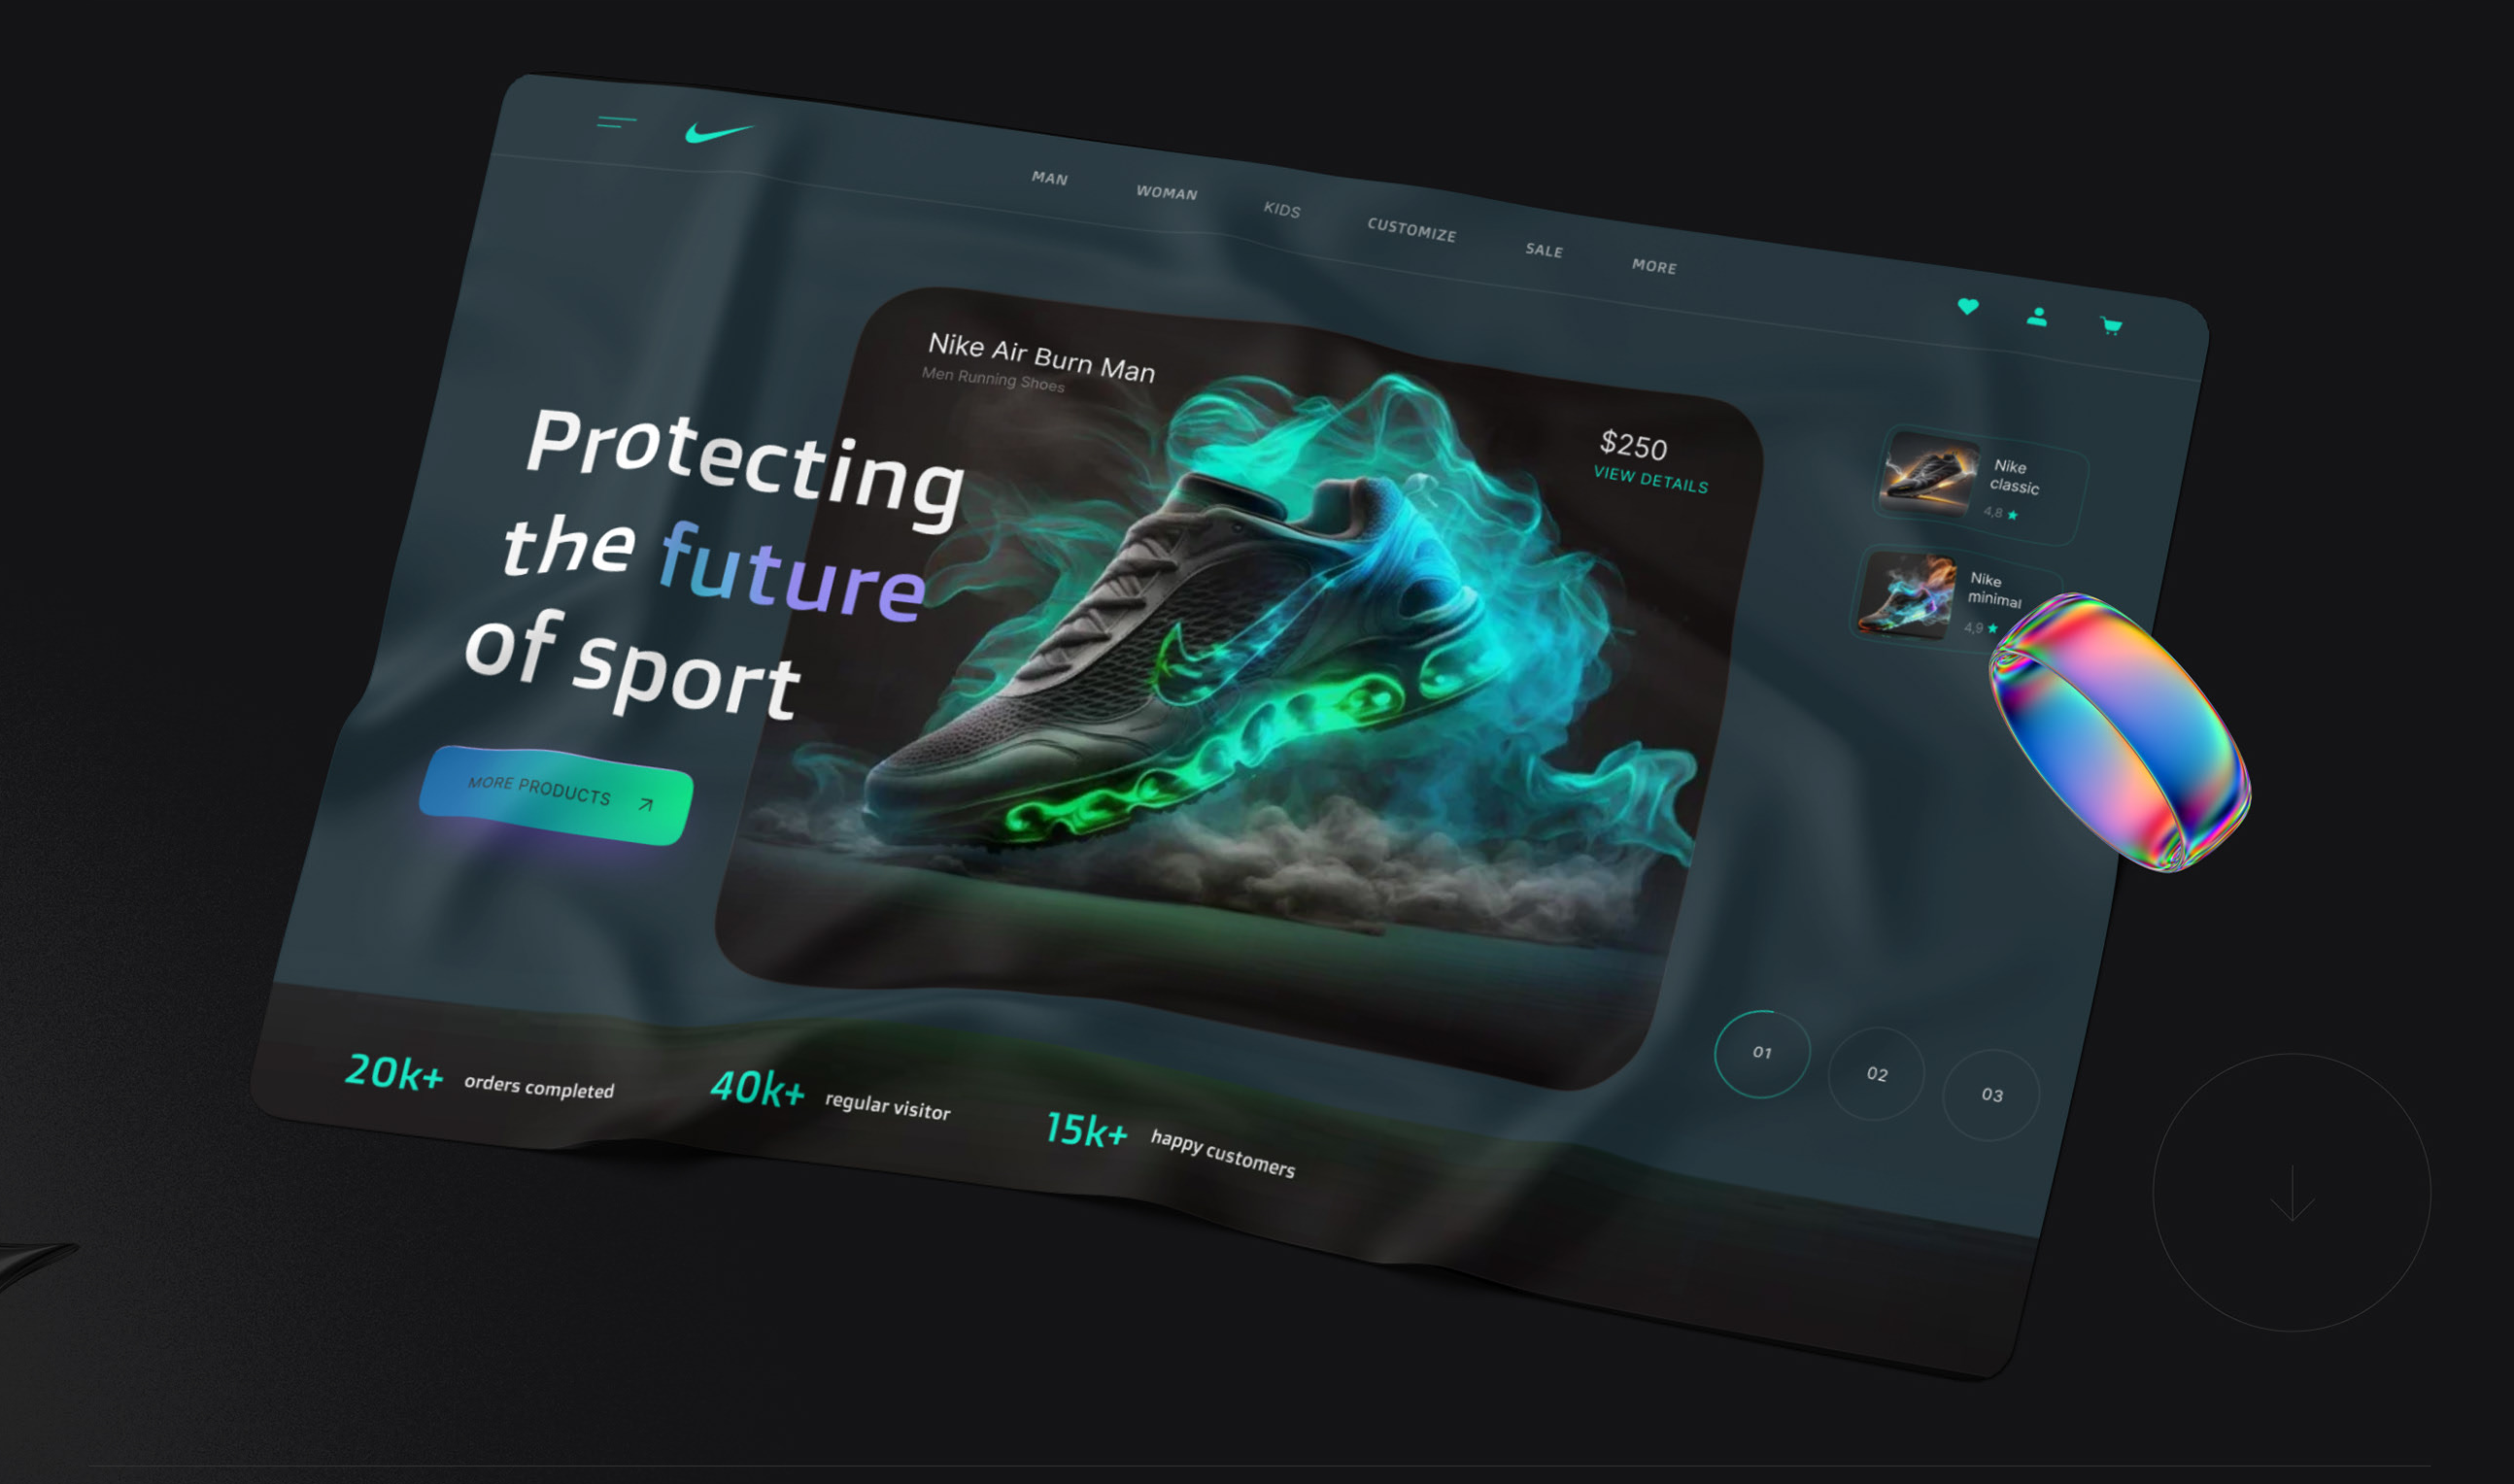 MAN
WOMAN
KIDS
CUSTOMIZE
SALE
MORE
Nike Air Burn Man
Men Running Shoes
$250
VIEW DETAILS
Protecting
the future
of sport
MORE PRODUCTS
Nike
classic
4,8
Nike
minimal
4,9
01
02
03
20k+ orders completed
40k+ regular visitor
15k+ happy customers